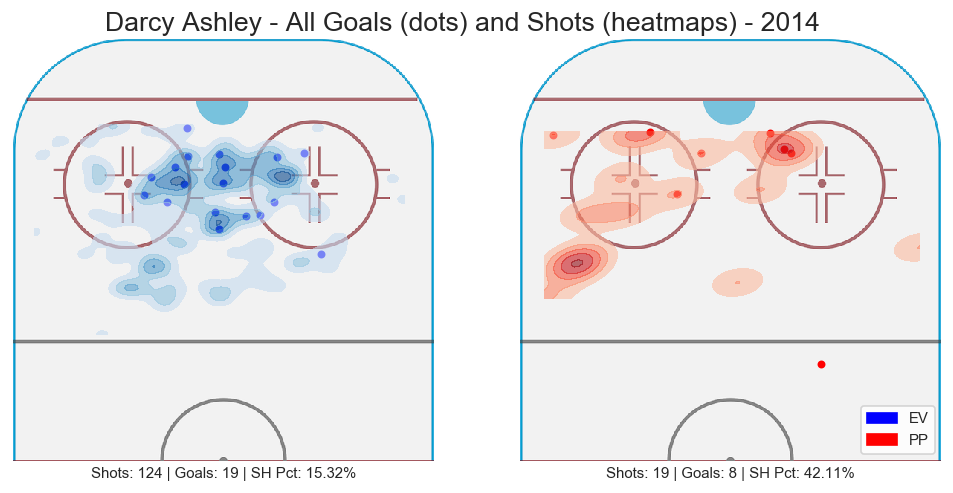 Darcy Ashley - All Goals (dots) and Shots (heatmaps) - 2014
EV
PP
Shots: 124 | Goals: 19 | SH Pct: 15.32%
Shots: 19 | Goals: 8 | SH Pct: 42.11%